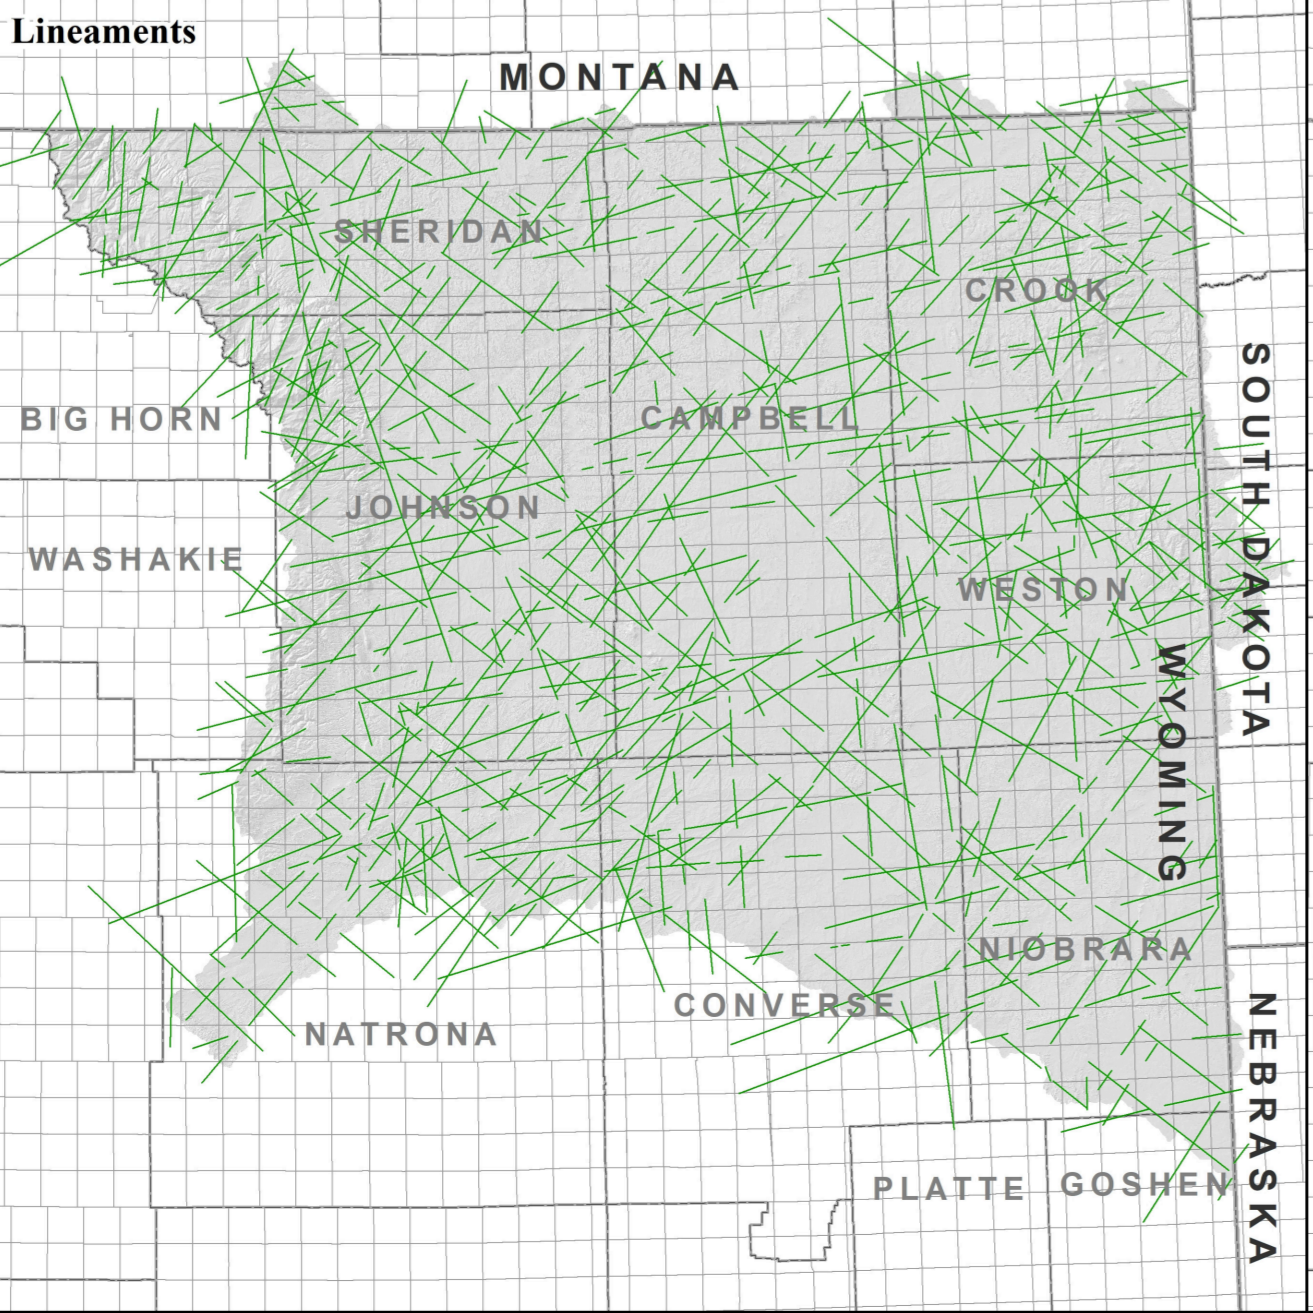 Lineaments
MONTANA
SHERIDAN
CROOK
SOUTH DAKOTA
BIG HORN
CAMPBELL
JOHNSON
WASHAKIE
WESTON
WYOMING
NIOBRARA
CONVERSE
NATRONA
NEBRASKA
PLATTE
GOSHEN